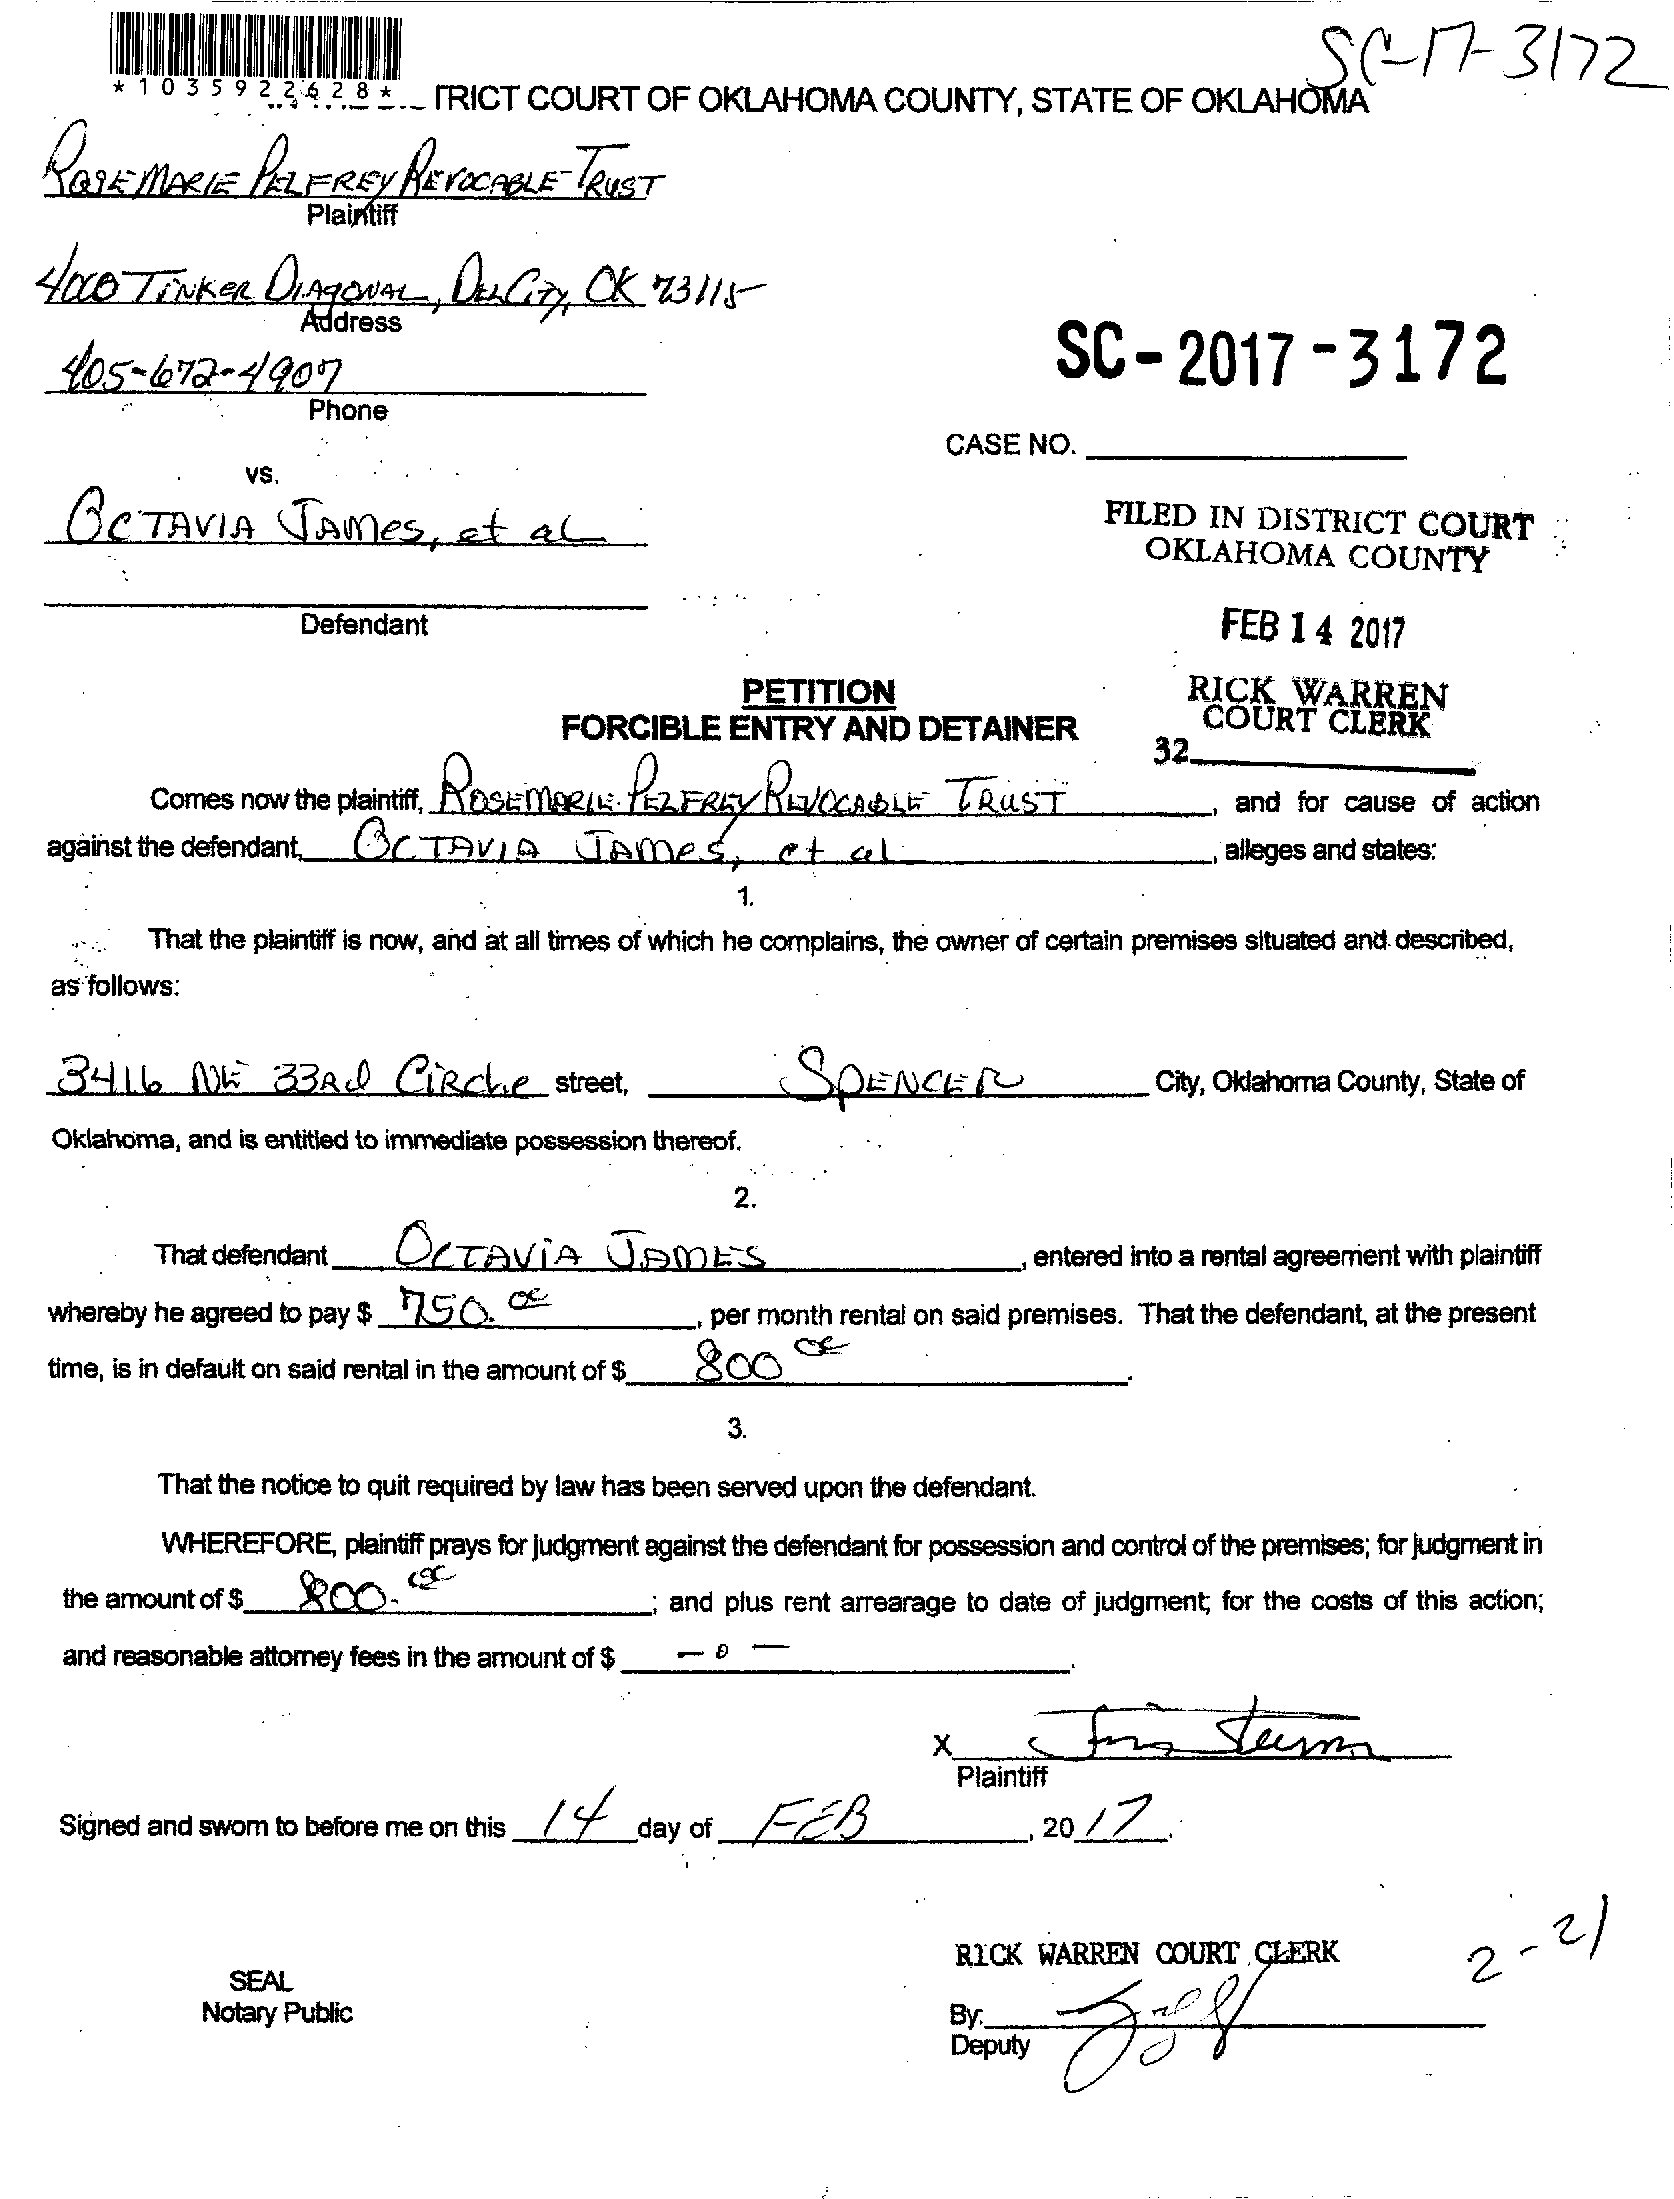 SC-17-3172
*1035922628*
TRICT COURT OF OKLAHOMA COUNTY, STATE OF OKLAHOMA
ROSEMARIE PELFREY REVOCABLE TRUST
Plaintiff
4000 TINKER DIAGONAL, DEL CITY, OK 73115
Address
405-672-4907
Phone
SC-2017-3172
CASE NO.
vs.
OCTAVIA JAMES, et al
FILED IN DISTRICT COURT
OKLAHOMA COUNTY
Defendant
FEB 14 2017
PETITION
FORCIBLE ENTRY AND DETAINER
RICK WARREN
COURT CLERK
32
Comes now the plaintiff, ROSEMARIE PELFREY REVOCABLE TRUST, and for cause of action
against the defendant, OCTAVIA JAMES, et al, alleges and states:
1.
That the plaintiff is now, and at all times of which he complains, the owner of certain premises situated and described,
as follows:
3416 NE 33Rd CIRCLE street, SPENCER City, Oklahoma County, State of
Oklahoma, and is entitled to immediate possession thereof.
2.
That defendant OCTAVIA JAMES, entered into a rental agreement with plaintiff
whereby he agreed to pay $ 750.00, per month rental on said premises. That the defendant, at the present
time, is in default on said rental in the amount of $ 800 00.
3.
That the notice to quit required by law has been served upon the defendant.
WHEREFORE, plaintiff prays for judgment against the defendant for possession and control of the premises; for judgment in
the amount of $ 800.00; and plus rent arrearage to date of judgment; for the costs of this action;
and reasonable attorney fees in the amount of $ -0-.
X
Plaintiff
Signed and sworn to before me on this 14 day of FEB, 2017.
RICK WARREN COURT CLERK
2-21
SEAL
Notary Public
By:
Deputy